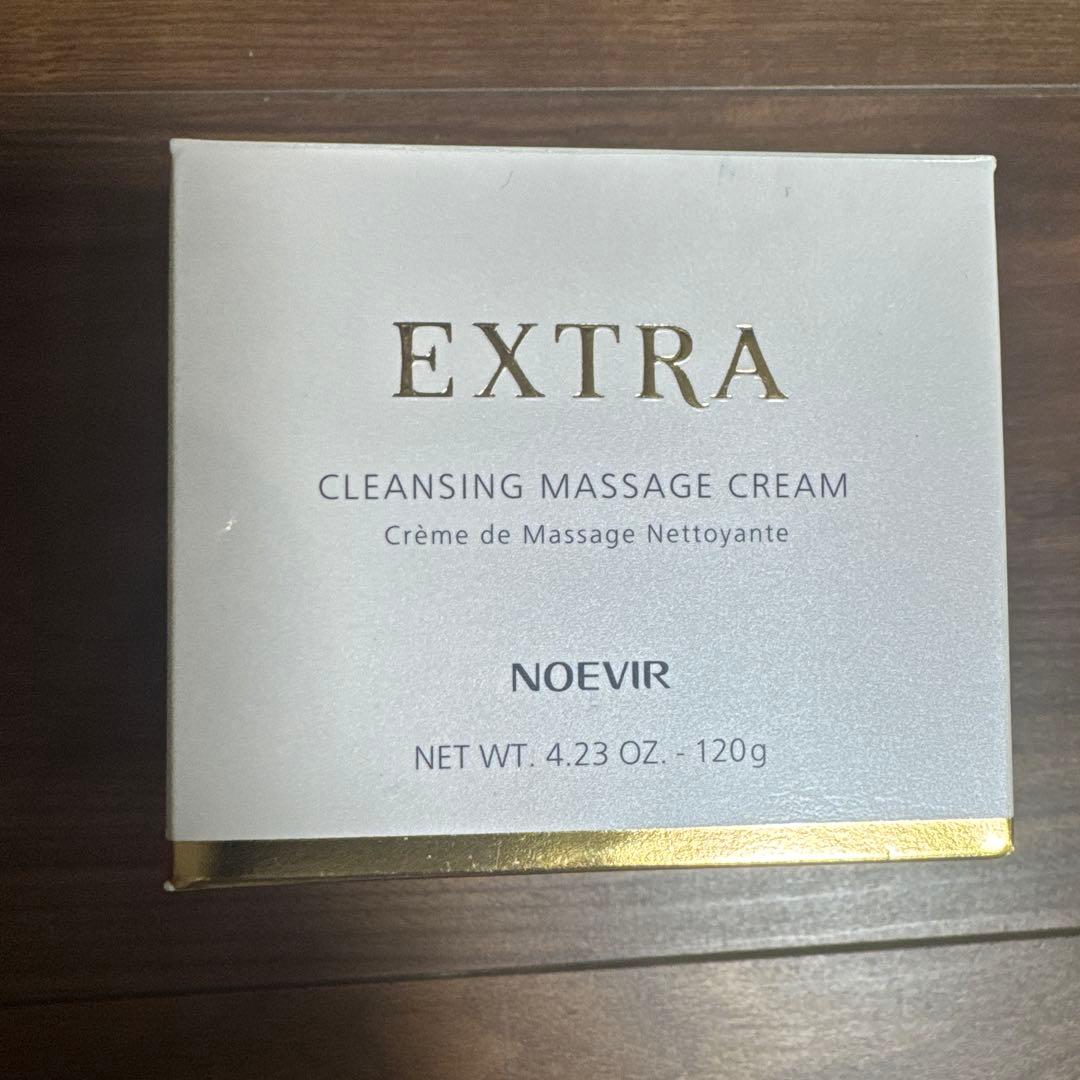 EXTRA
CLEANSING MASSAGE CREAM
Crème de Massage Nettoyante
NOEVIR
NET WT. 4.23 OZ. - 120g